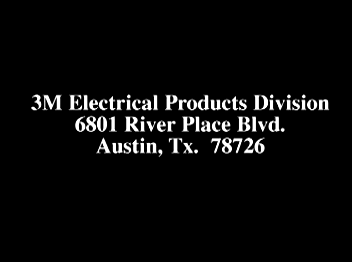 3M Electrical Products Division
6801 River Place Blvd.
Austin, Tx.  78726